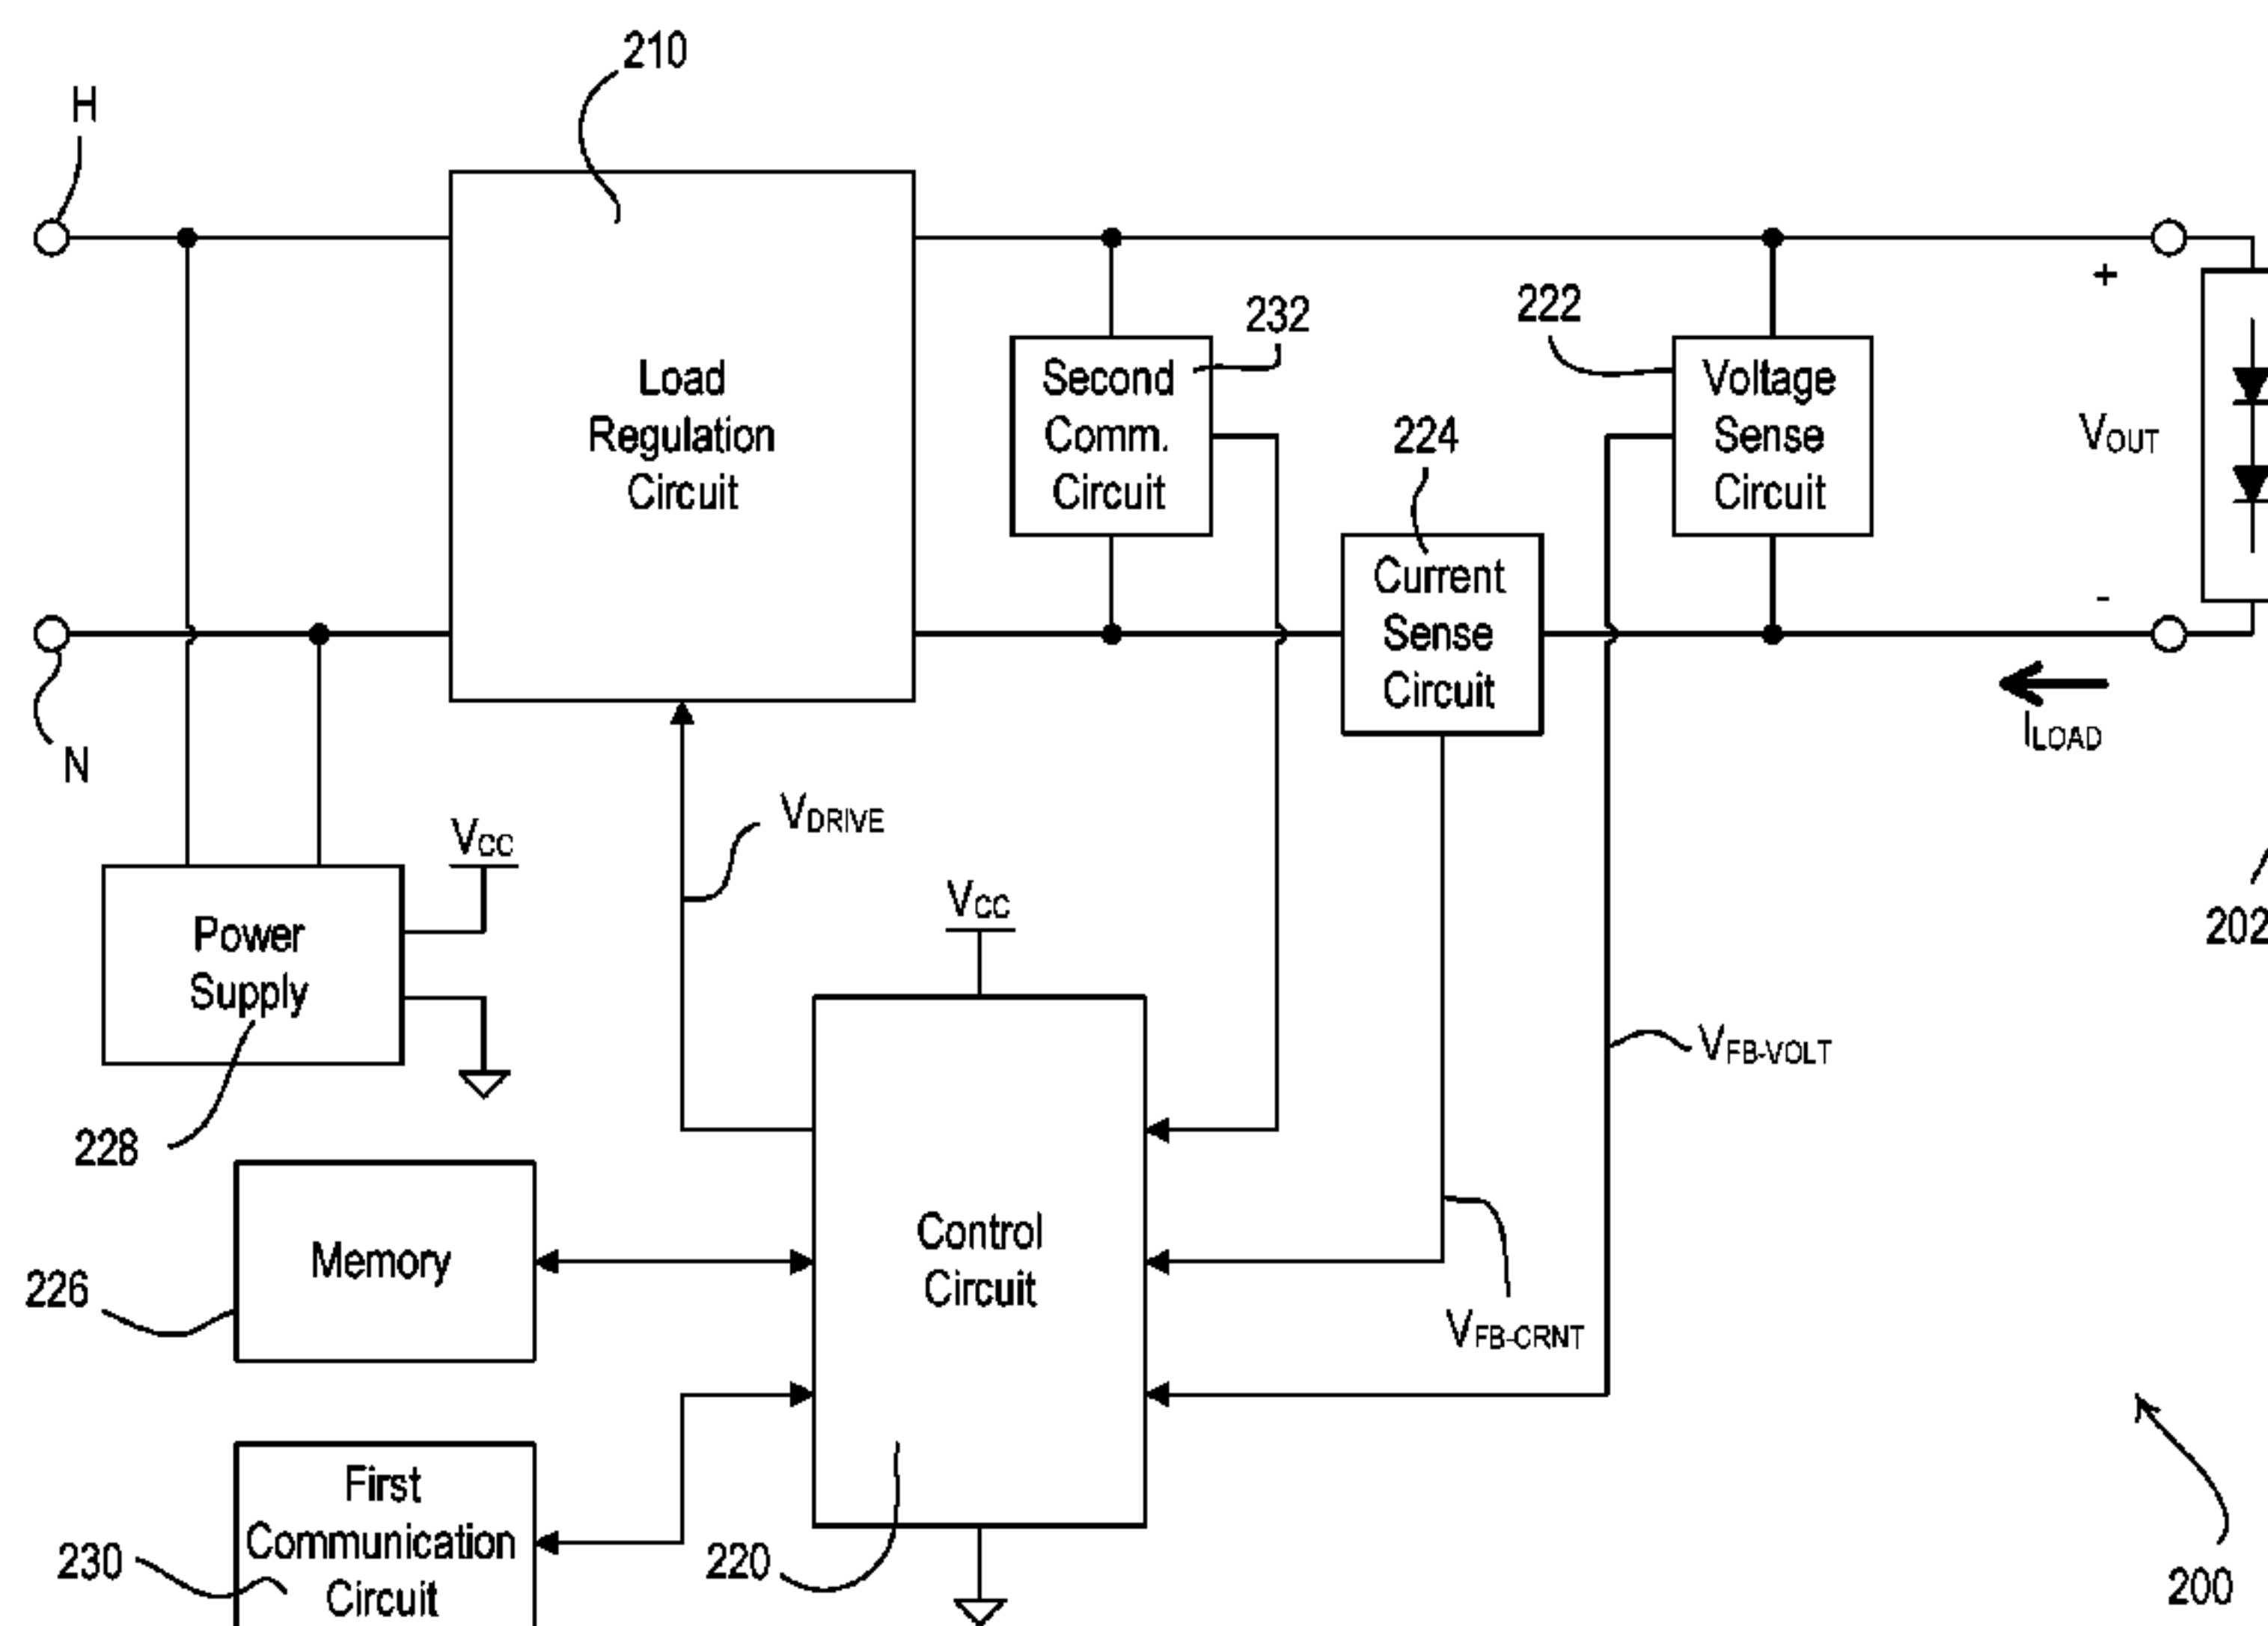 210
H
232
222
Load
Regulation
Circuit
Second
Comm.
Circuit
224
Voltage
Sense
Circuit
+
VOUT
-
Current
Sense
Circuit
ILOAD
N
VDRIVE
VCC
VCC
Power
Supply
202
VFB-VOLT
228
Memory
Control
Circuit
226
VFB-CRNT
First
Communication
Circuit
230
220
200